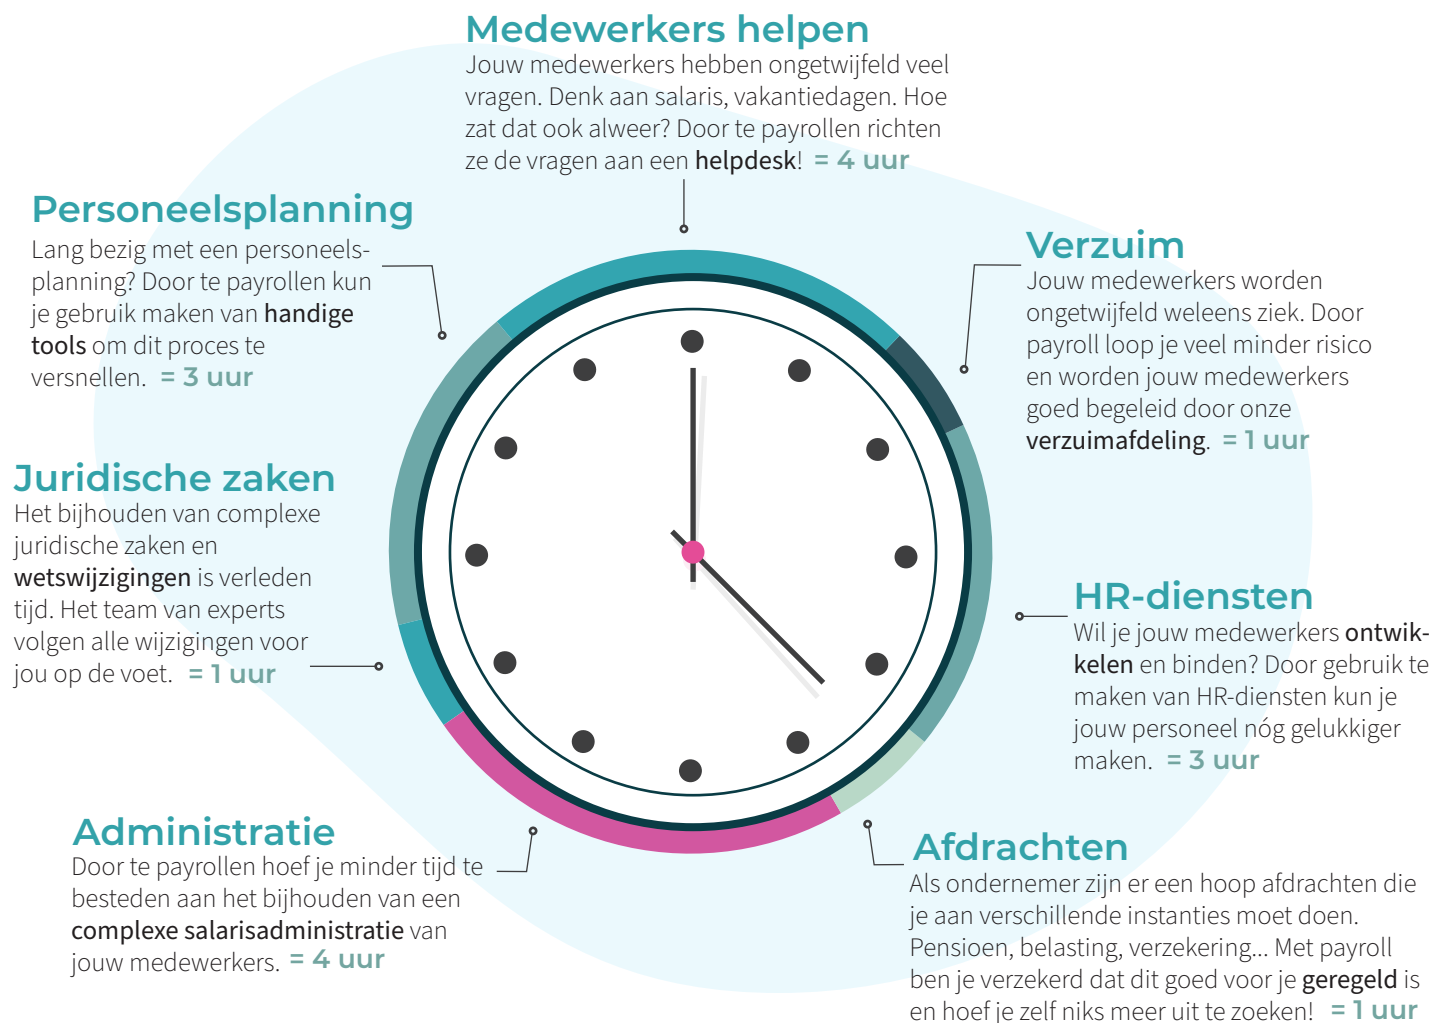 Medewerkers helpen
Jouw medewerkers hebben ongetwijfeld veel
vragen. Denk aan salaris, vakantiedagen. Hoe
zat dat ook alweer? Door te payrollen richten
ze de vragen aan een helpdesk! = 4 uur
Personeelsplanning
Lang bezig met een personeels-
planning? Door te payrollen kun
je gebruik maken van handige
tools om dit proces te
versnellen. = 3 uur
Verzuim
Jouw medewerkers worden
ongetwijfeld weleens ziek. Door
payroll loop je veel minder risico
en worden jouw medewerkers
goed begeleid door onze
verzuimafdeling. = 1 uur
Juridische zaken
Het bijhouden van complexe
juridische zaken en
wetswijzigingen is verleden
tijd. Het team van experts
volgen alle wijzigingen voor
jou op de voet. = 1 uur
HR-diensten
Wil je jouw medewerkers ontwik-
kelen en binden? Door gebruik te
maken van HR-diensten kun je
jouw personeel nóg gelukkiger
maken. = 3 uur
Administratie
Door te payrollen hoef je minder tijd te
besteden aan het bijhouden van een
complexe salarisadministratie van
jouw medewerkers. = 4 uur
Afdrachten
Als ondernemer zijn er een hoop afdrachten die
je aan verschillende instanties moet doen.
Pensioen, belasting, verzekering... Met payroll
ben je verzekerd dat dit goed voor je geregeld is
en hoef je zelf niks meer uit te zoeken! = 1 uur